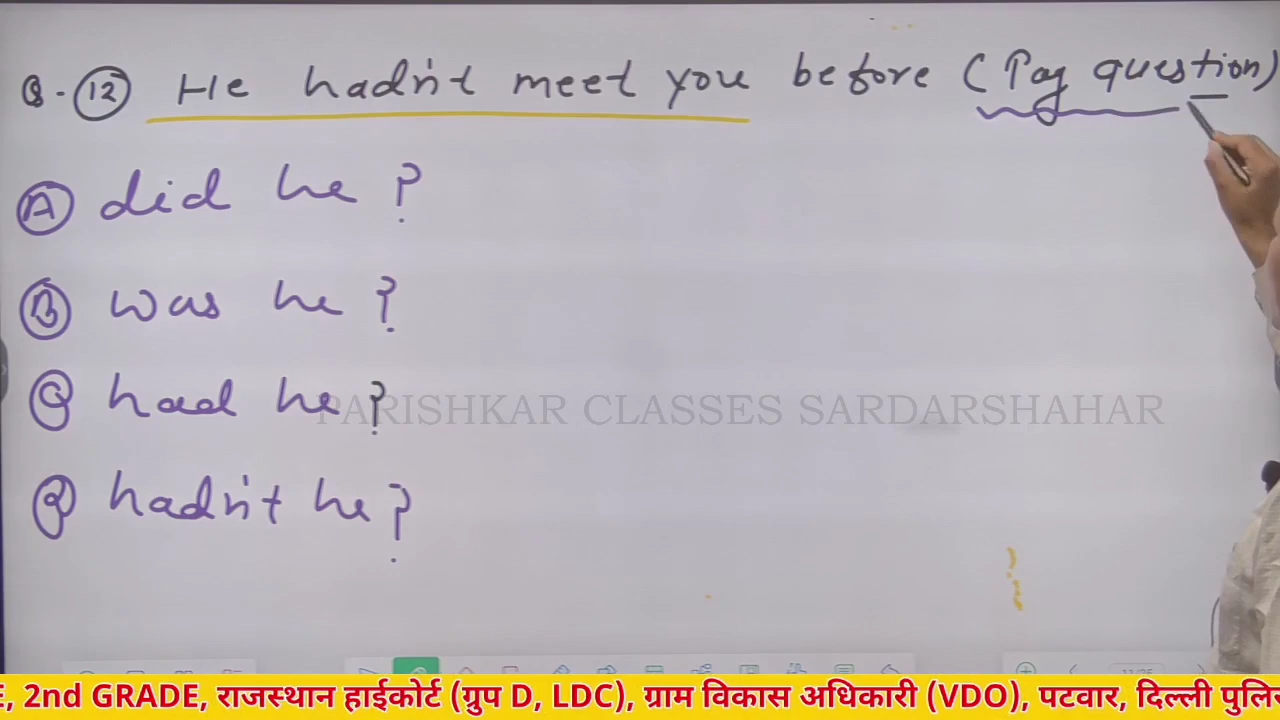 Q - 12 He hadn't meet you before (Pag question)
A did he ?
B was he ?
C had he ?
PARISHKAR CLASSES SARDARSHAHAR
D hadn't he ?
E, 2nd GRADE, राजस्थान हाईकोर्ट (ग्रुप D, LDC), ग्राम विकास अधिकारी (VDO), पटवार, दिल्ली पुलि